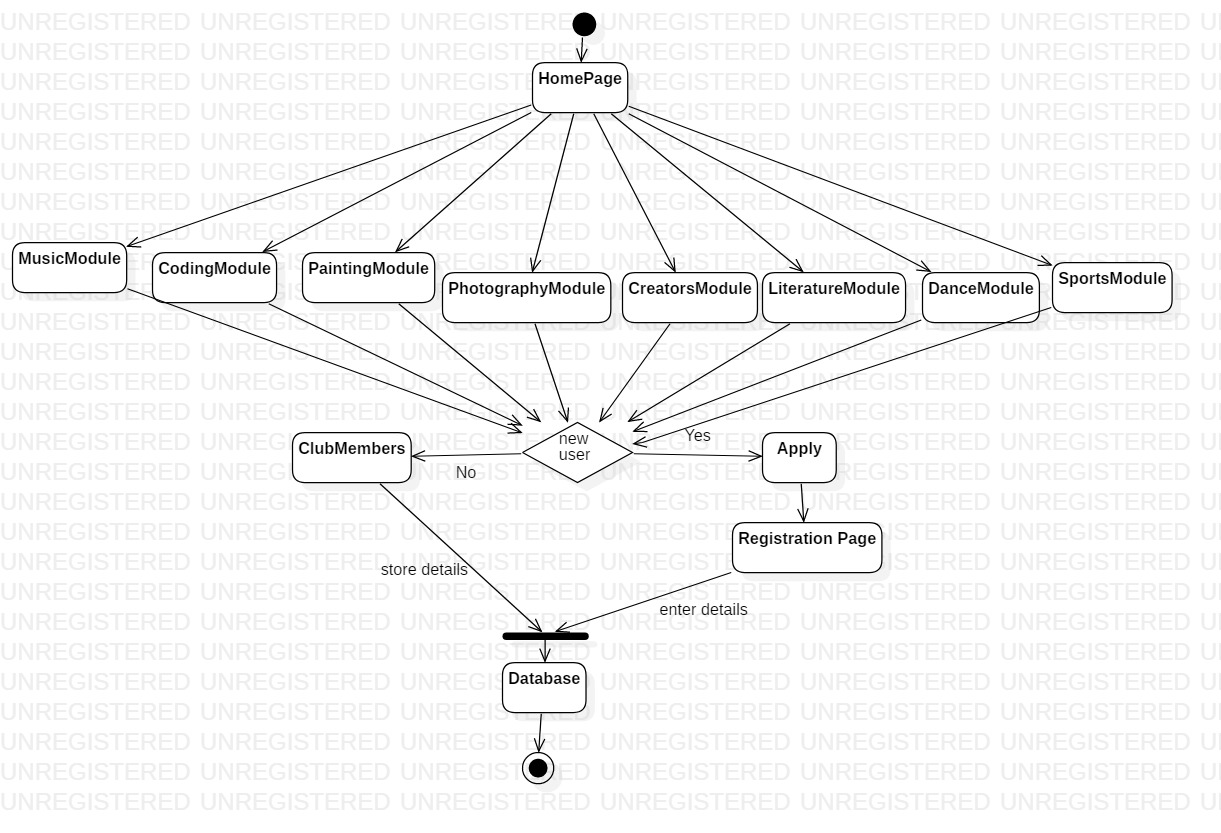 HomePage
MusicModule
CodingModule
PaintingModule
PhotographyModule
CreatorsModule
LiteratureModule
DanceModule
SportsModule
new
user
Yes
No
ClubMembers
Apply
Registration Page
store details
enter details
Database
UNREGISTERED